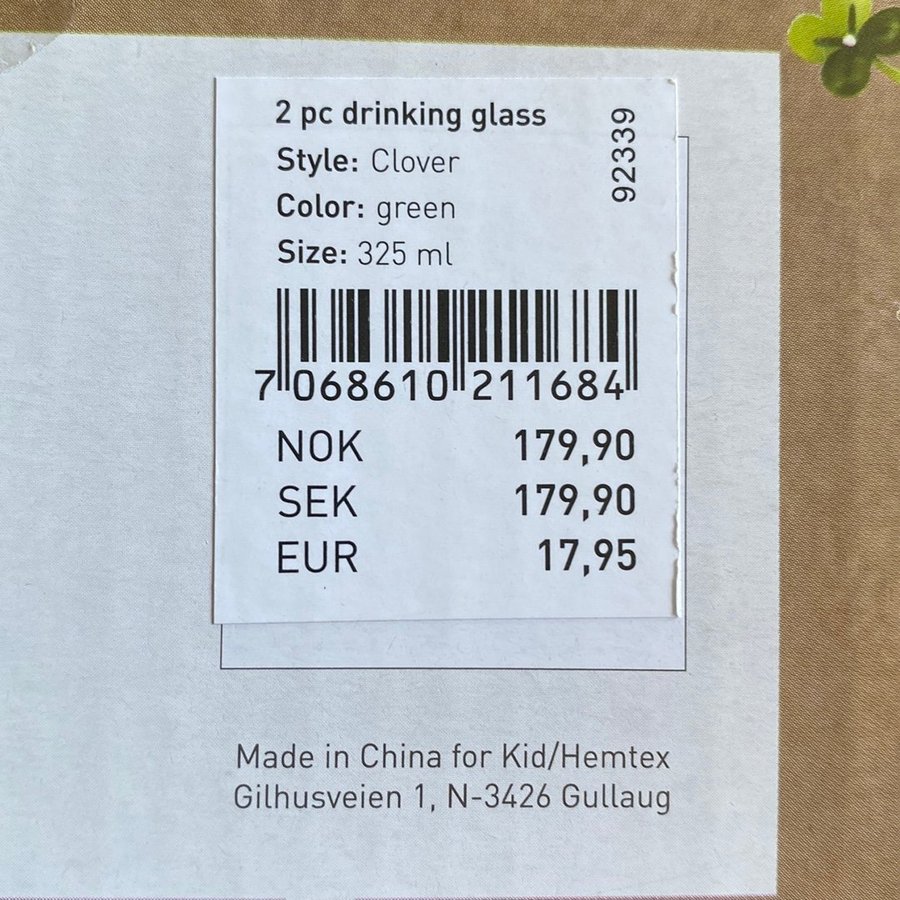 2 pc drinking glass
92339
Style: Clover
Color: green
Size: 325 ml
7 068610 211684
NOK 179,90
SEK 179,90
EUR 17,95
Made in China for Kid/Hemtex
Gilhusveien 1, N-3426 Gullaug